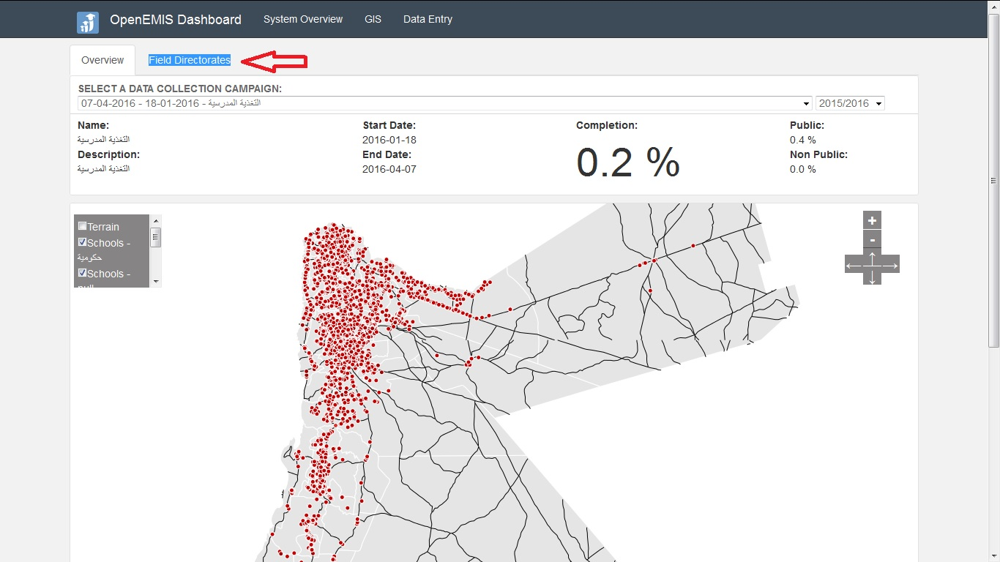 OpenEMIS Dashboard System Overview GIS Data Entry
Overview Field Directorates
SELECT A DATA COLLECTION CAMPAIGN:
07-04-2016 - 18-01-2016 - التغذية المدرسية 2015/2016
Name: Start Date: Completion: Public:
التغذية المدرسية 2016-01-18 0.2 % 0.4 %
Description: End Date: Non Public:
التغذية المدرسية 2016-04-07 0.0 %
Terrain
Schools -
حكومية
Schools -
null
+
-